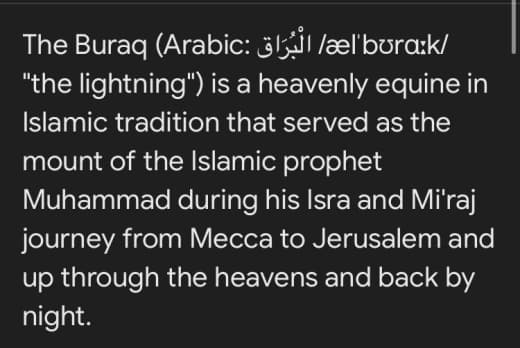 The Buraq (Arabic: الْبُرَاق /ælˈbʊrɑːk/
"the lightning") is a heavenly equine in
Islamic tradition that served as the
mount of the Islamic prophet
Muhammad during his Isra and Mi'raj
journey from Mecca to Jerusalem and
up through the heavens and back by
night.